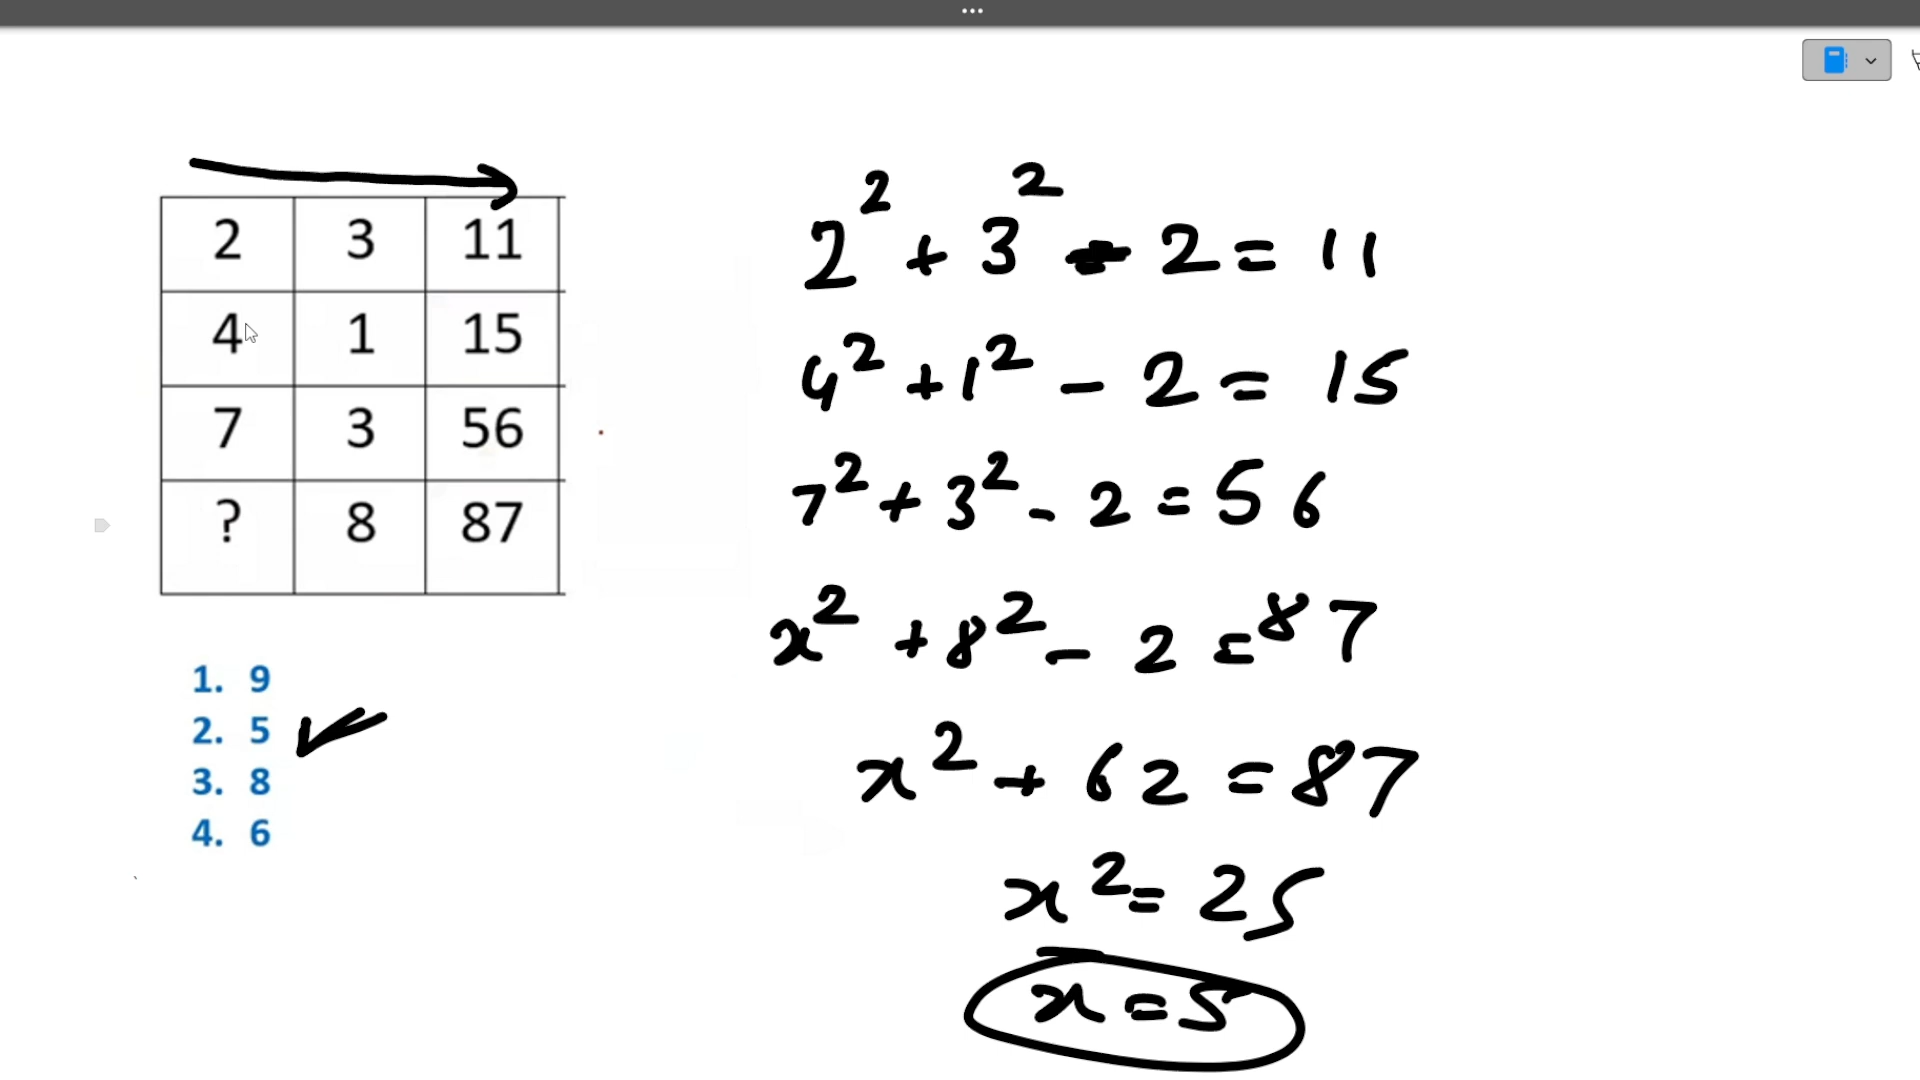 2 3 11
4 1 15
7 3 56
? 8 87
1. 9
2. 5
3. 8
4. 6
2² + 3² - 2 = 11
4² + 1² - 2 = 15
7² + 3² - 2 = 56
x² + 8² - 2 = 87
x² + 62 = 87
x² = 25
x = 5